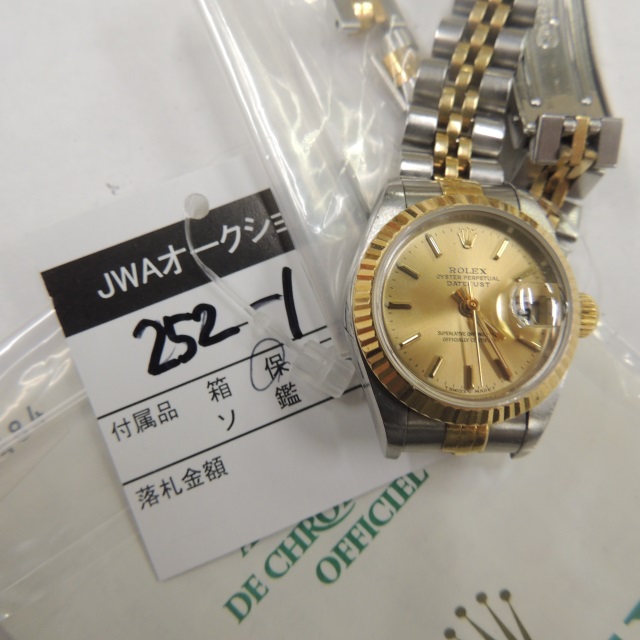 JWAオークショ
252-1
付属品 箱 保
ソ 鑑
落札金額
ROLEX
OYSTER PERPETUAL
DATEJUST
OFFICIALLY
DE CHRO
OFFICIEL